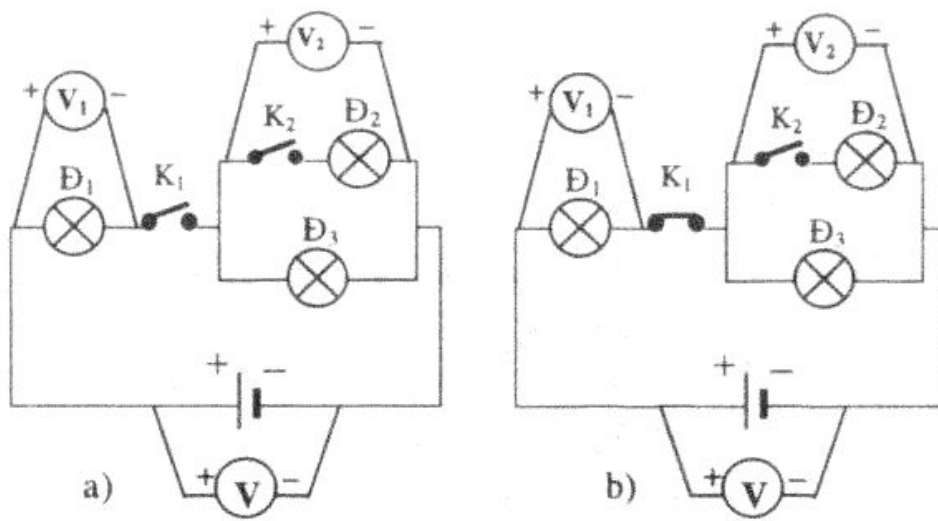 + V₂ − + V₂ −
+ V₁ − K₂ Đ₂ + V₁ − K₂ Đ₂
Đ₁ K₁ Đ₁ K₁
Đ₃ Đ₃
+ − + −
a) + V − b) + V −